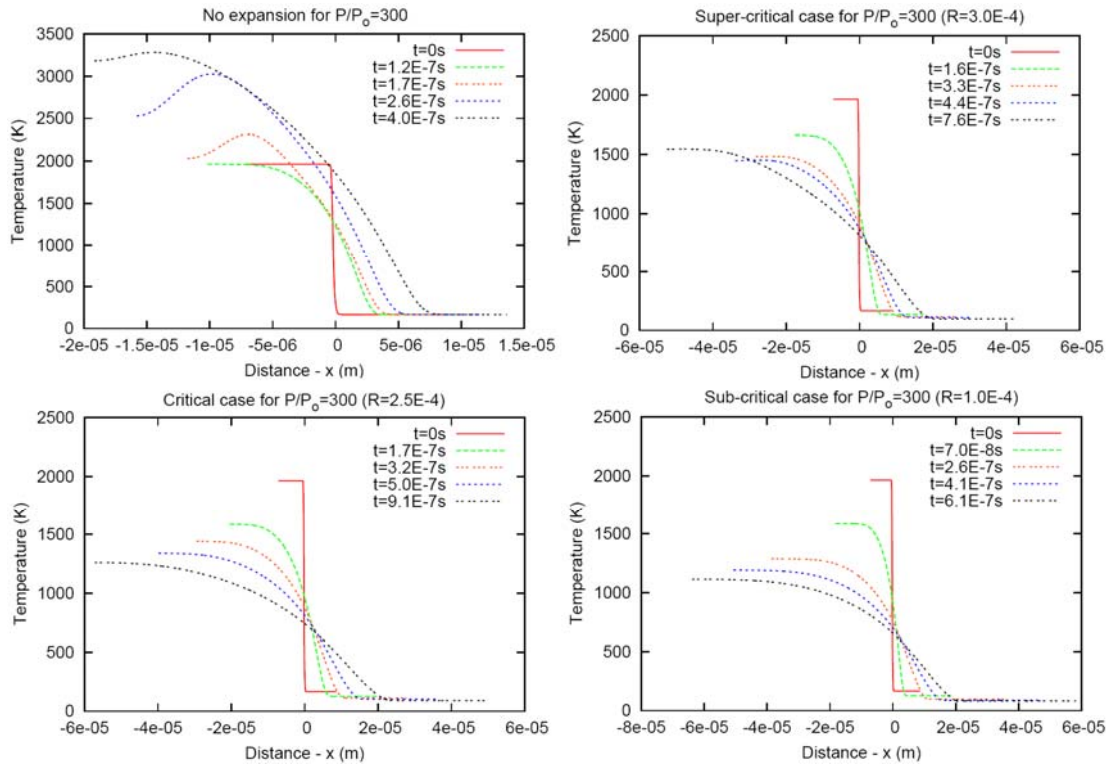 No expansion for P/Po=300
3500
3000
2500
2000
1500
1000
500
0
Temperature (K)
t=0s
t=1.2E-7s
t=1.7E-7s
t=2.6E-7s
t=4.0E-7s
-2e-05 -1.5e-05 -1e-05 -5e-06 0 5e-06 1e-05 1.5e-05
Distance - x (m)
Super-critical case for P/Po=300 (R=3.0E-4)
2500
2000
1500
1000
500
0
Temperature (K)
t=0s
t=1.6E-7s
t=3.3E-7s
t=4.4E-7s
t=7.6E-7s
-6e-05 -4e-05 -2e-05 0 2e-05 4e-05 6e-05
Distance - x (m)
Critical case for P/Po=300 (R=2.5E-4)
2500
2000
1500
1000
500
0
Temperature (K)
t=0s
t=1.7E-7s
t=3.2E-7s
t=5.0E-7s
t=9.1E-7s
-6e-05 -4e-05 -2e-05 0 2e-05 4e-05 6e-05
Distance - x (m)
Sub-critical case for P/Po=300 (R=1.0E-4)
2500
2000
1500
1000
500
0
Temperature (K)
t=0s
t=7.0E-8s
t=2.6E-7s
t=4.1E-7s
t=6.1E-7s
-8e-05 -6e-05 -4e-05 -2e-05 0 2e-05 4e-05 6e-05
Distance - x (m)